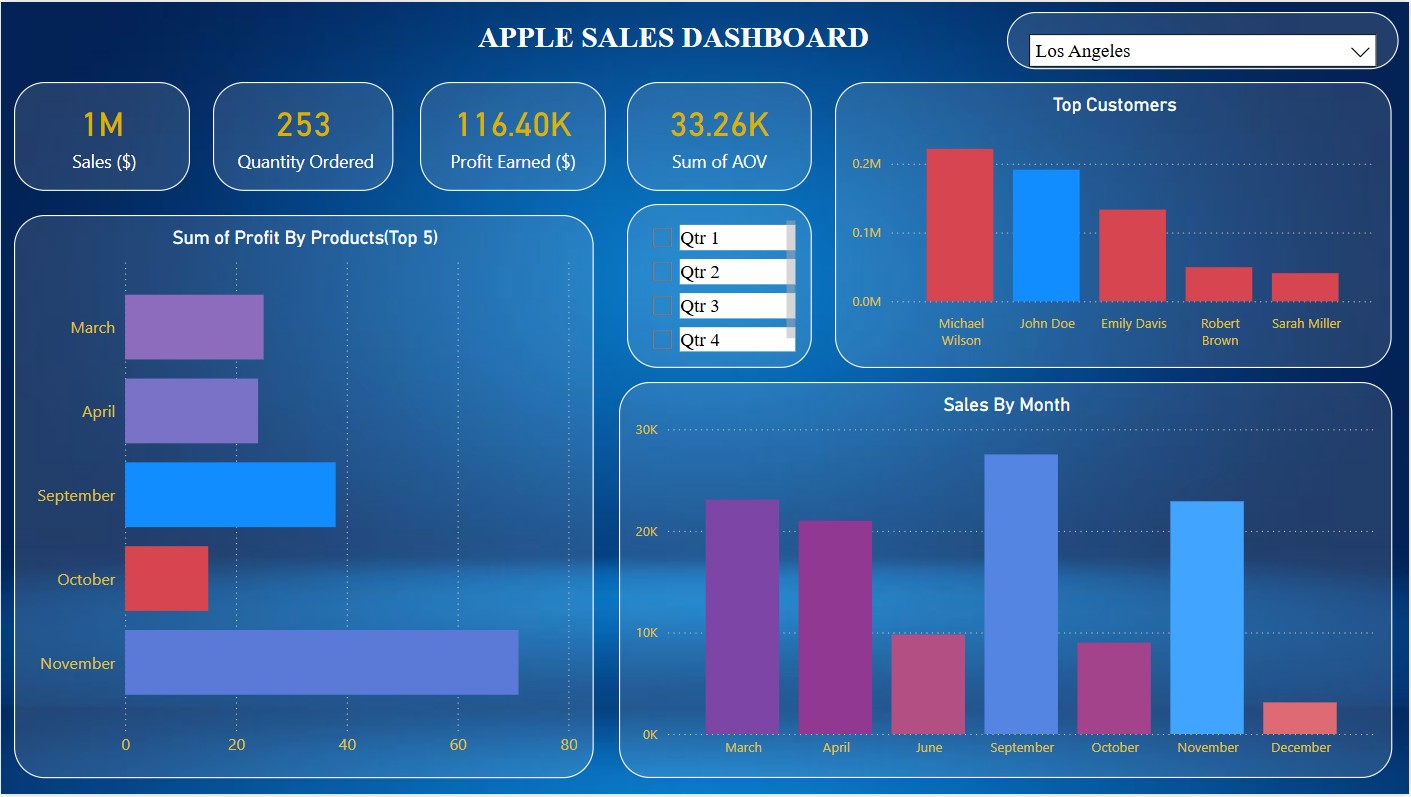 APPLE SALES DASHBOARD
Los Angeles
1M
Sales ($)
253
Quantity Ordered
116.40K
Profit Earned ($)
33.26K
Sum of AOV
Top Customers
0.2M
0.1M
0.0M
Michael
Wilson
John Doe
Emily Davis
Robert
Brown
Sarah Miller
Qtr 1
Qtr 2
Qtr 3
Qtr 4
Sum of Profit By Products(Top 5)
March
April
September
October
November
0 20 40 60 80
Sales By Month
30K
20K
10K
0K
March April June September October November December